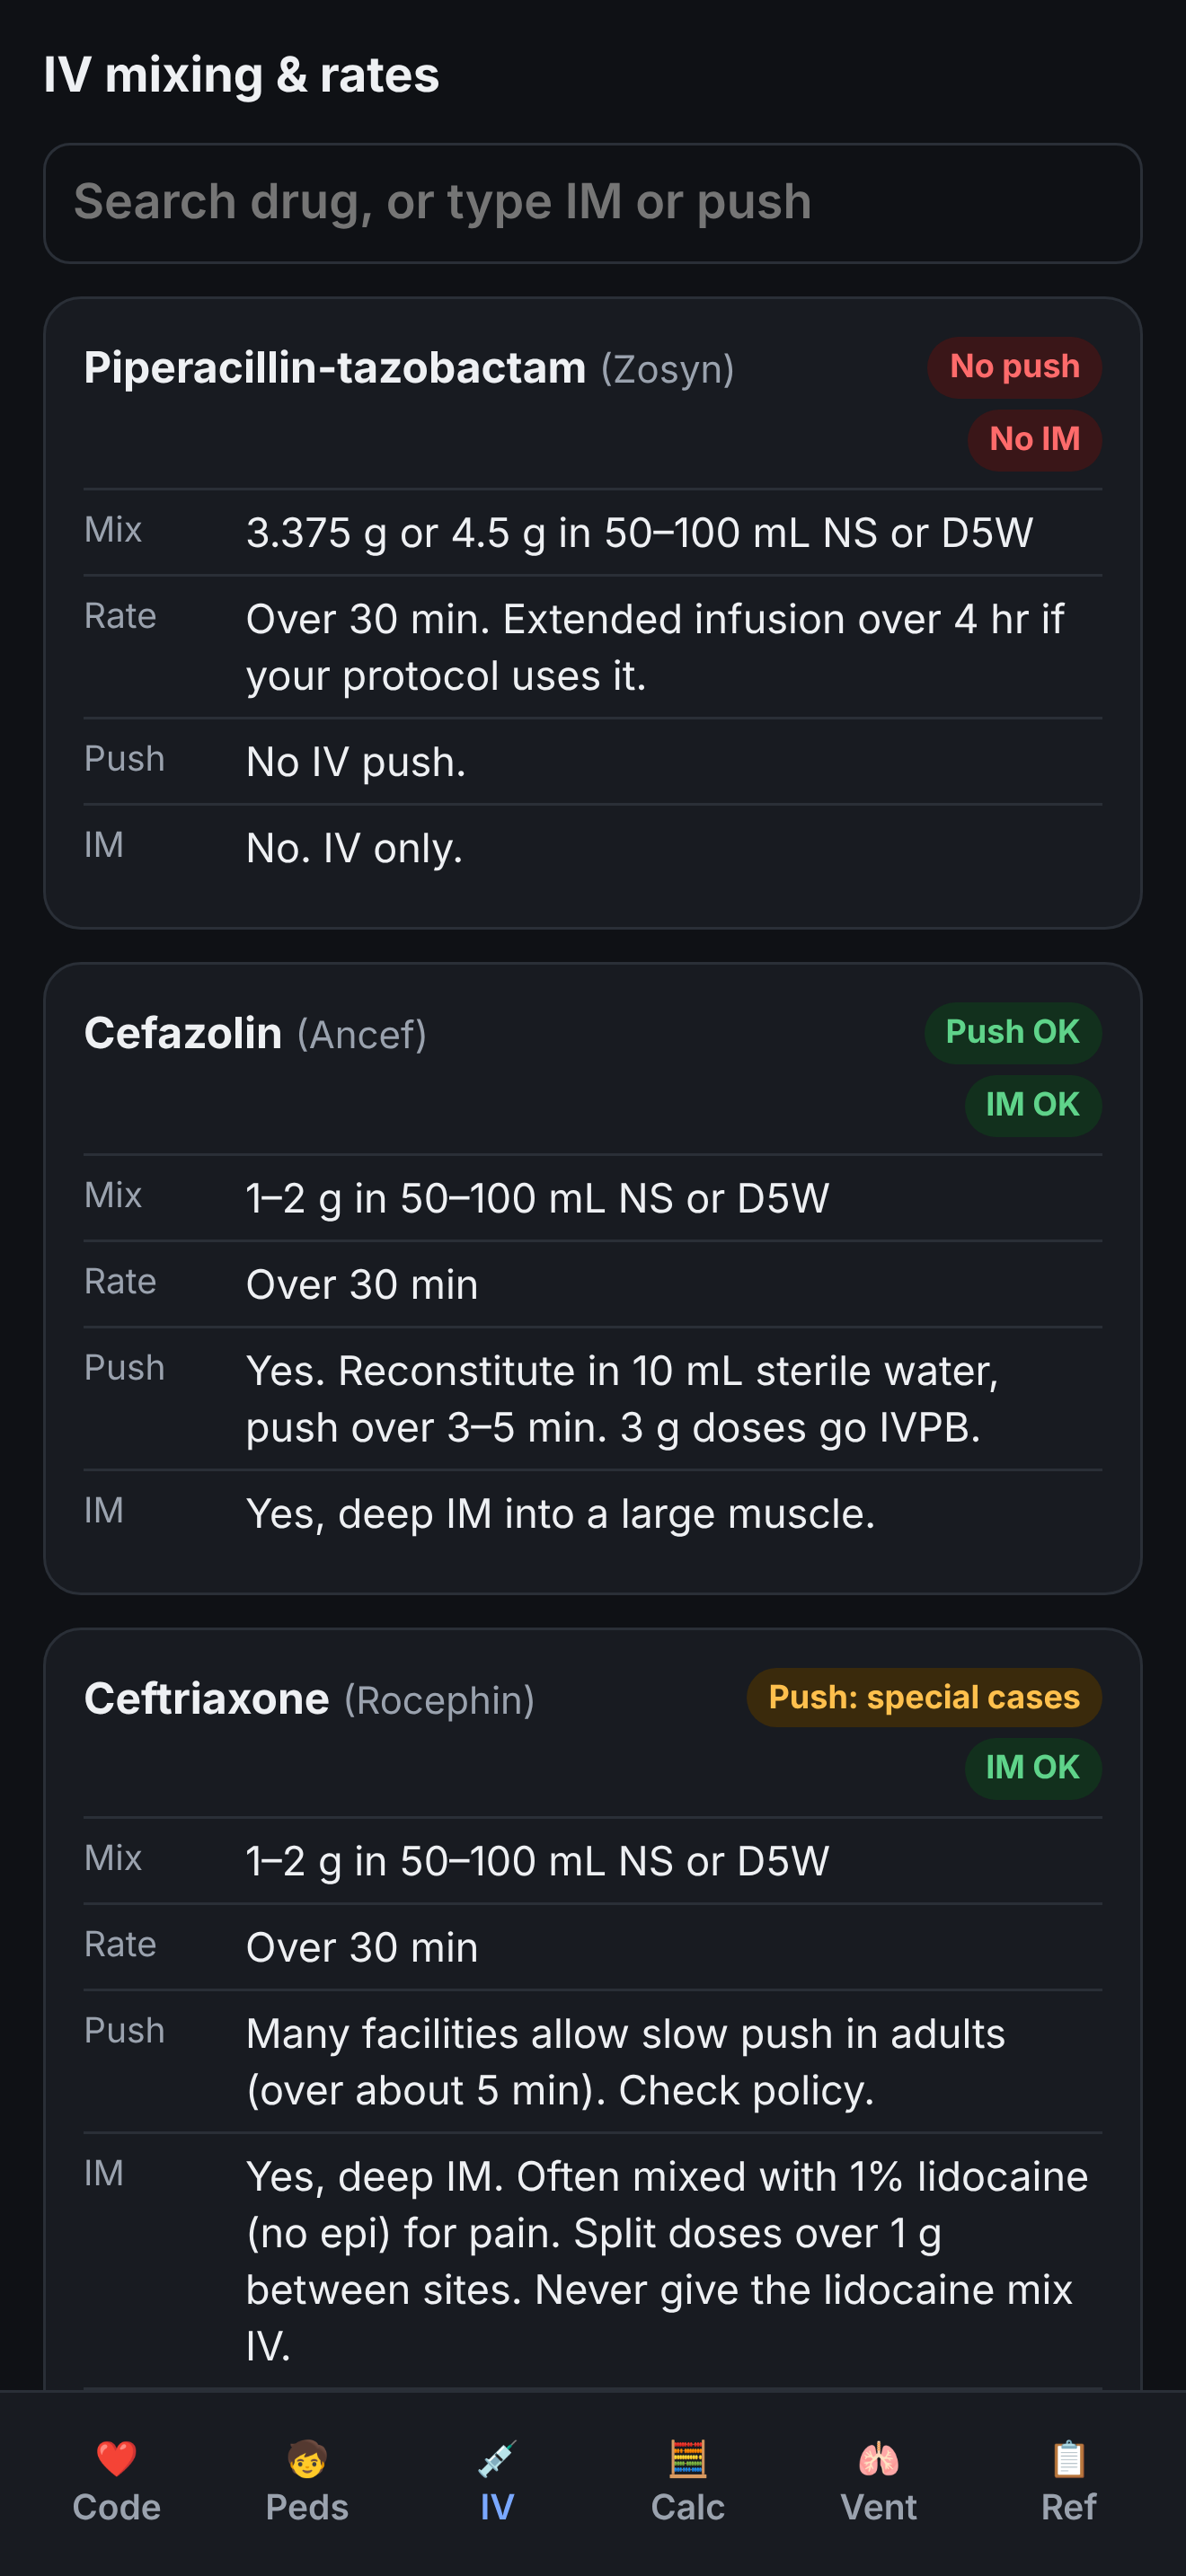 IV mixing & rates
Search drug, or type IM or push
Piperacillin-tazobactam (Zosyn)
No push
No IM
Mix
3.375 g or 4.5 g in 50–100 mL NS or D5W
Rate
Over 30 min. Extended infusion over 4 hr if
your protocol uses it.
Push
No IV push.
IM
No. IV only.
Cefazolin (Ancef)
Push OK
IM OK
Mix
1–2 g in 50–100 mL NS or D5W
Rate
Over 30 min
Push
Yes. Reconstitute in 10 mL sterile water,
push over 3–5 min. 3 g doses go IVPB.
IM
Yes, deep IM into a large muscle.
Ceftriaxone (Rocephin)
Push: special cases
IM OK
Mix
1–2 g in 50–100 mL NS or D5W
Rate
Over 30 min
Push
Many facilities allow slow push in adults
(over about 5 min). Check policy.
IM
Yes, deep IM. Often mixed with 1% lidocaine
(no epi) for pain. Split doses over 1 g
between sites. Never give the lidocaine mix
IV.
Code
Peds
IV
Calc
Vent
Ref